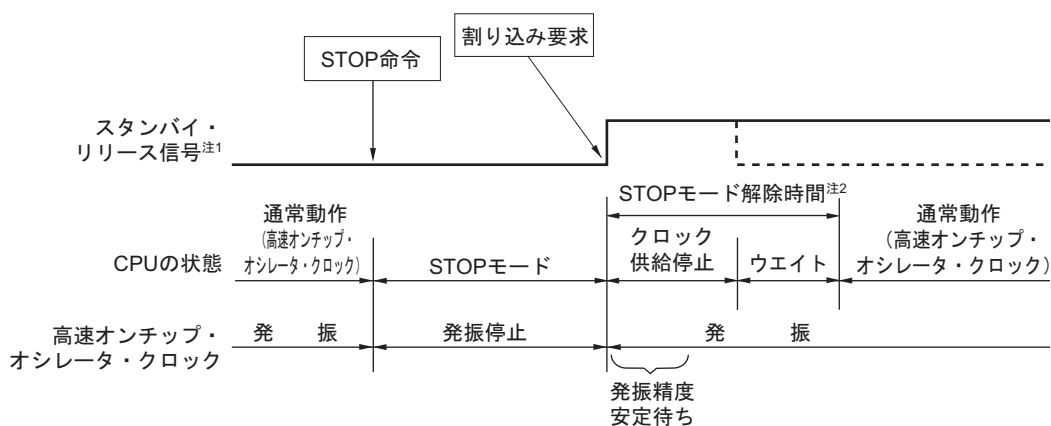 割り込み要求
STOP命令
スタンバイ・
リリース信号注1
STOPモード解除時間注2
通常動作
(高速オンチップ・
オシレータ・クロック)
クロック
供給停止
通常動作
(高速オンチップ・
オシレータ・クロック)
CPUの状態
STOPモード
ウエイト
高速オンチップ・
オシレータ・クロック
発 振
発振停止
発 振
発振精度
安定待ち